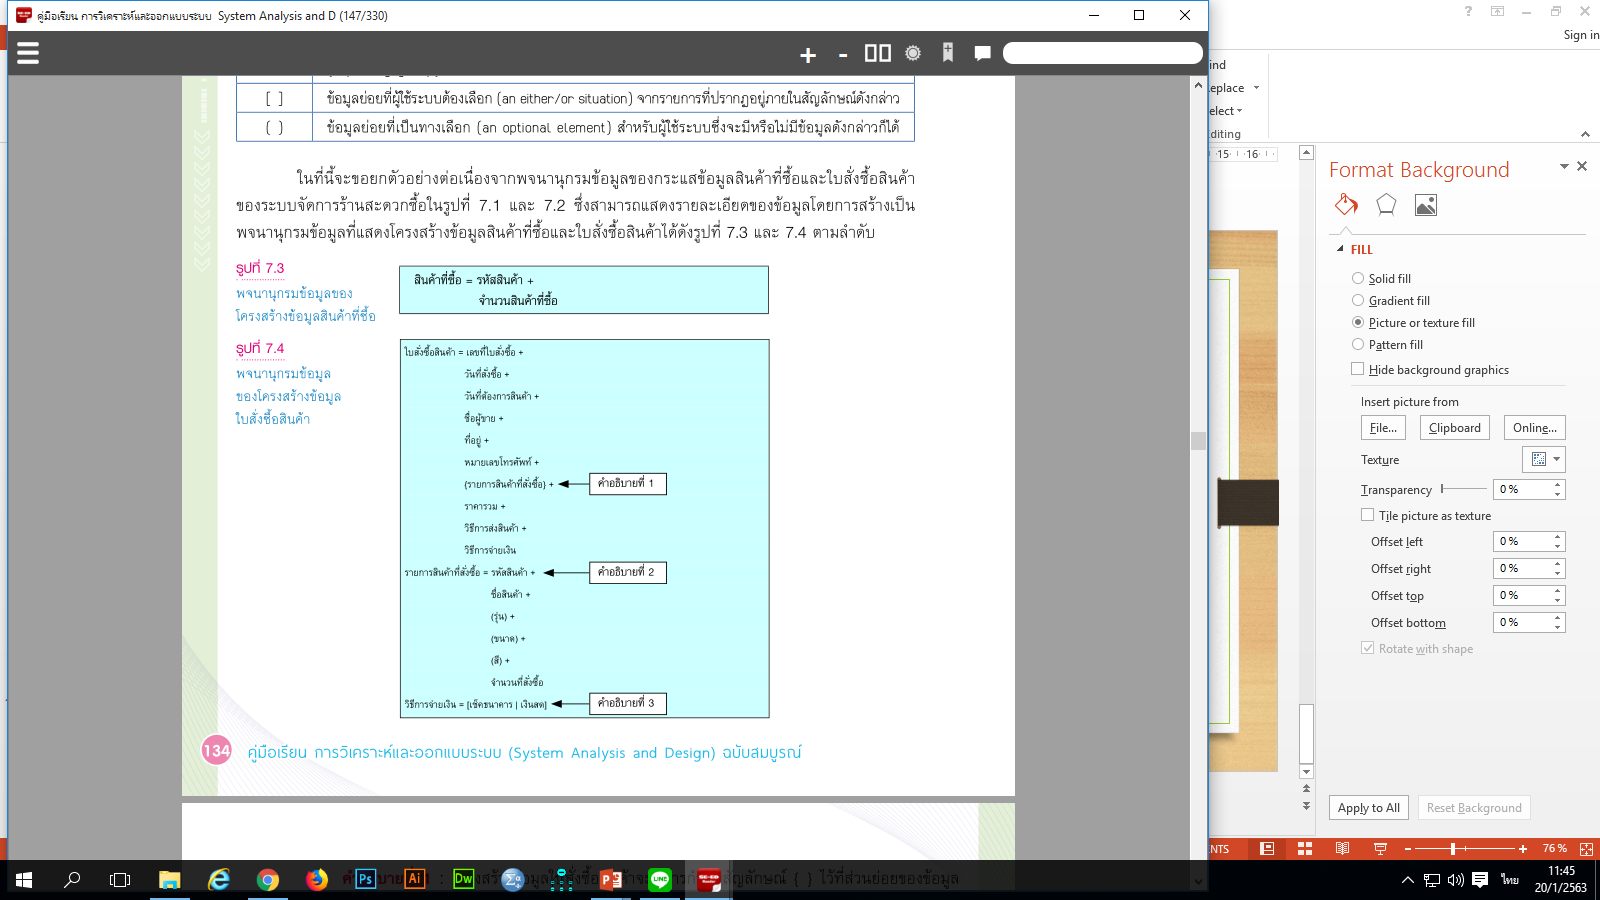 คู่มือเรียน การวิเคราะห์และออกแบบระบบ System Analysis and D (147/330)
[ ] ข้อมูลย่อยที่ผู้ใช้ระบบต้องเลือก (an either/or situation) จากรายการที่ปรากฏอยู่ภายในสัญลักษณ์ดังกล่าว
( ) ข้อมูลย่อยที่เป็นทางเลือก (an optional element) สำหรับผู้ใช้ระบบซึ่งจะมีหรือไม่มีข้อมูลดังกล่าวก็ได้
ในที่นี้จะขอยกตัวอย่างต่อเนื่องจากพจนานุกรมข้อมูลของกระแสข้อมูลสินค้าที่ซื้อและใบสั่งซื้อสินค้า
ของระบบจัดการร้านสะดวกซื้อในรูปที่ 7.1 และ 7.2 ซึ่งสามารถแสดงรายละเอียดของข้อมูลโดยการสร้างเป็น
พจนานุกรมข้อมูลที่แสดงโครงสร้างข้อมูลสินค้าที่ซื้อและใบสั่งซื้อสินค้าได้ดังรูปที่ 7.3 และ 7.4 ตามลำดับ
รูปที่ 7.3
พจนานุกรมข้อมูลของ
โครงสร้างข้อมูลสินค้าที่ซื้อ
สินค้าที่ซื้อ = รหัสสินค้า +
จำนวนสินค้าที่ซื้อ
รูปที่ 7.4
พจนานุกรมข้อมูล
ของโครงสร้างข้อมูล
ใบสั่งซื้อสินค้า
ใบสั่งซื้อสินค้า = เลขที่ใบสั่งซื้อ +
วันที่สั่งซื้อ +
วันที่ต้องการสินค้า +
ชื่อผู้ขาย +
ที่อยู่ +
หมายเลขโทรศัพท์ +
{รายการสินค้าที่สั่งซื้อ} +
คำอธิบายที่ 1
ราคารวม +
วิธีการส่งสินค้า +
วิธีการจ่ายเงิน
รายการสินค้าที่สั่งซื้อ = รหัสสินค้า +
คำอธิบายที่ 2
ชื่อสินค้า +
(รุ่น) +
(ขนาด) +
(สี) +
จำนวนที่สั่งซื้อ
วิธีการจ่ายเงิน = [เช็คธนาคาร | เงินสด]
คำอธิบายที่ 3
134 คู่มือเรียน การวิเคราะห์และออกแบบระบบ (System Analysis and Design) ฉบับสมบูรณ์
Sign in
ind
eplace
elect
diting
15 16
Format Background
FILL
Solid fill
Gradient fill
Picture or texture fill
Pattern fill
Hide background graphics
Insert picture from
File...
Clipboard
Online...
Texture
Transparency 0 %
Tile picture as texture
Offset left 0 %
Offset right 0 %
Offset top 0 %
Offset bottom 0 %
Rotate with shape
Apply to All
Reset Background
NTS
76 %
Ps
Ai
Dw
LINE
ไทย
11:45
20/1/2563